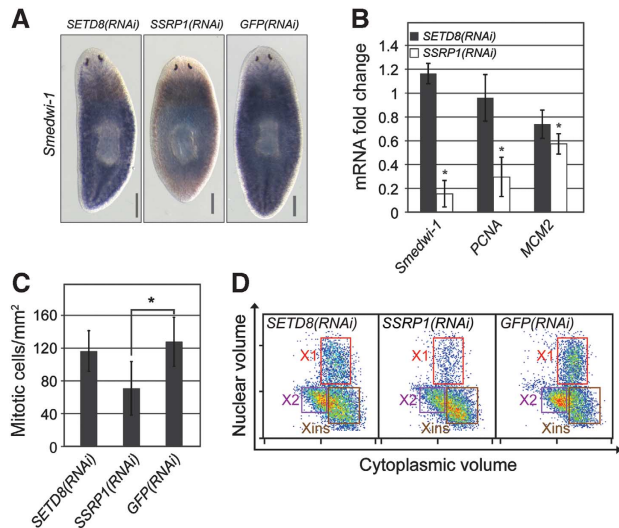 A
SETD8(RNAi) SSRP1(RNAi) GFP(RNAi)
Smedwi-1
B
SETD8(RNAi)
SSRP1(RNAi)
mRNA fold change
1.4
1.2
1
0.8
0.6
0.4
1.2
0
*
*
*
Smedwi-1
PCNA
MCM2
C
Mitotic cells/mm²
160
120
80
40
0
*
SETD8(RNAi)
SSRP1(RNAi)
GFP(RNAi)
D
Nuclear volume
SETD8(RNAi) SSRP1(RNAi) GFP(RNAi)
X1 X1 X1
X2 X2 X2
Xins Xins Xins
Cytoplasmic volume